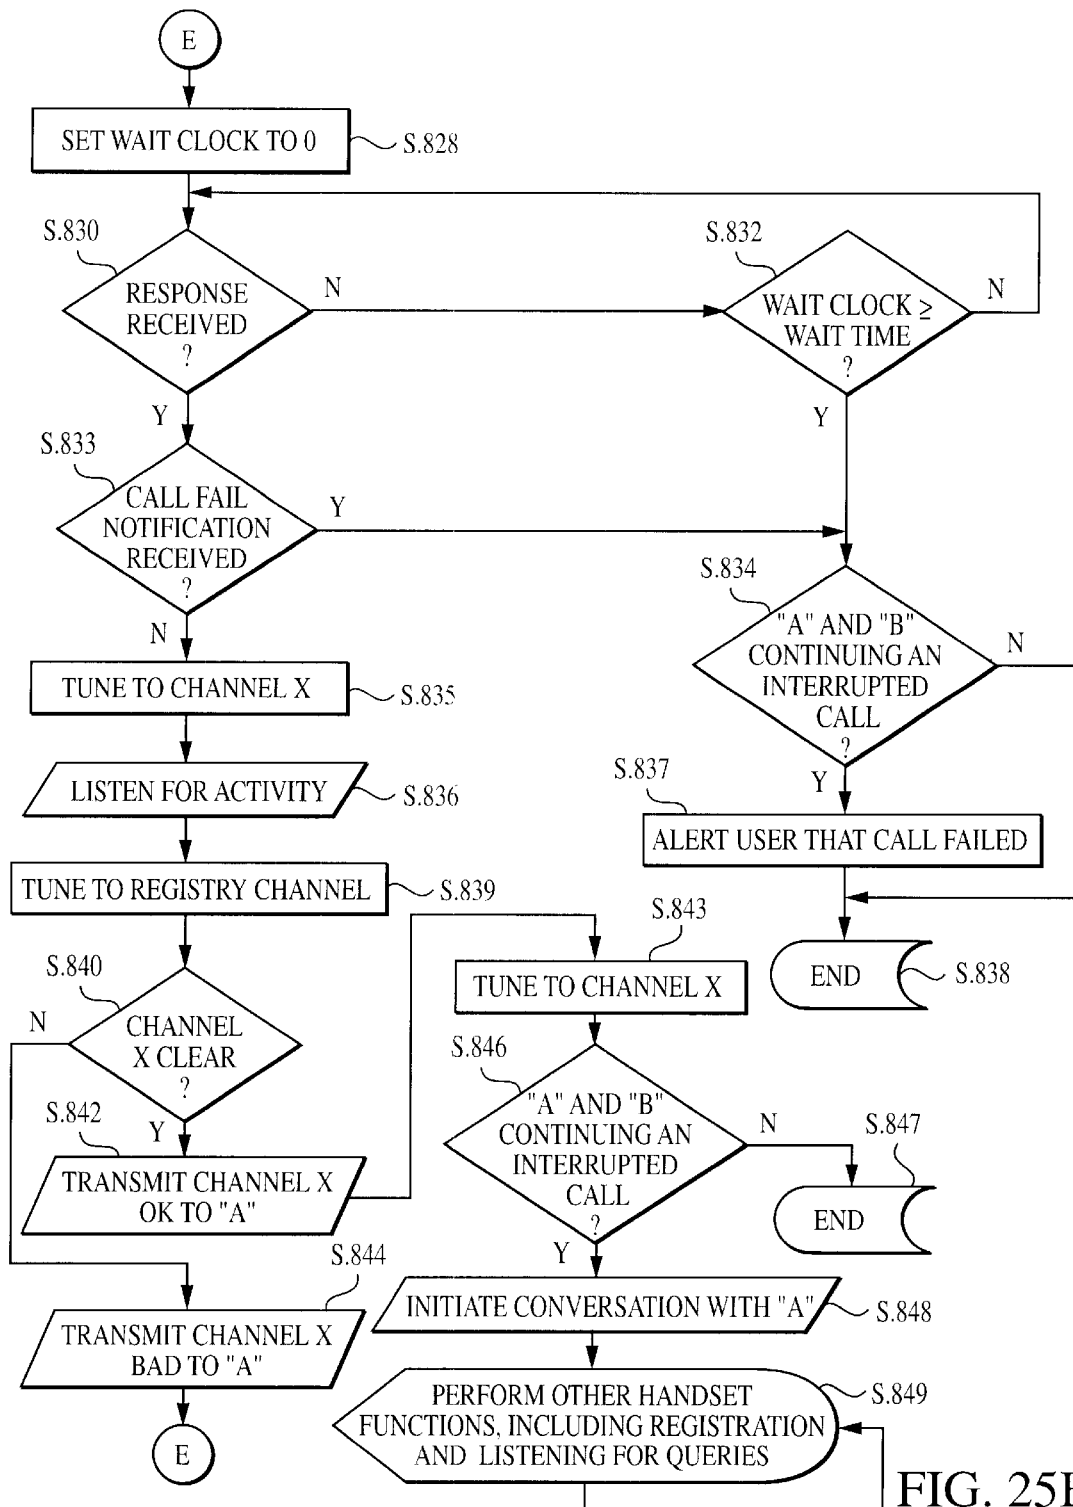 E
SET WAIT CLOCK TO 0
S.828
S.830
RESPONSE
RECEIVED
?
N
Y
S.832
WAIT CLOCK ≥
WAIT TIME
?
N
Y
S.833
CALL FAIL
NOTIFICATION
RECEIVED
?
Y
N
S.834
"A" AND "B"
CONTINUING AN
INTERRUPTED
CALL
?
N
Y
TUNE TO CHANNEL X
S.835
LISTEN FOR ACTIVITY
S.836
S.837
ALERT USER THAT CALL FAILED
TUNE TO REGISTRY CHANNEL
S.839
END
S.838
S.840
CHANNEL
X CLEAR
?
N
Y
S.843
TUNE TO CHANNEL X
S.842
TRANSMIT CHANNEL X
OK TO "A"
S.846
"A" AND "B"
CONTINUING AN
INTERRUPTED
CALL
?
N
Y
S.847
END
S.844
TRANSMIT CHANNEL X
BAD TO "A"
E
INITIATE CONVERSATION WITH "A"
S.848
PERFORM OTHER HANDSET
FUNCTIONS, INCLUDING REGISTRATION
AND LISTENING FOR QUERIES
S.849
FIG.